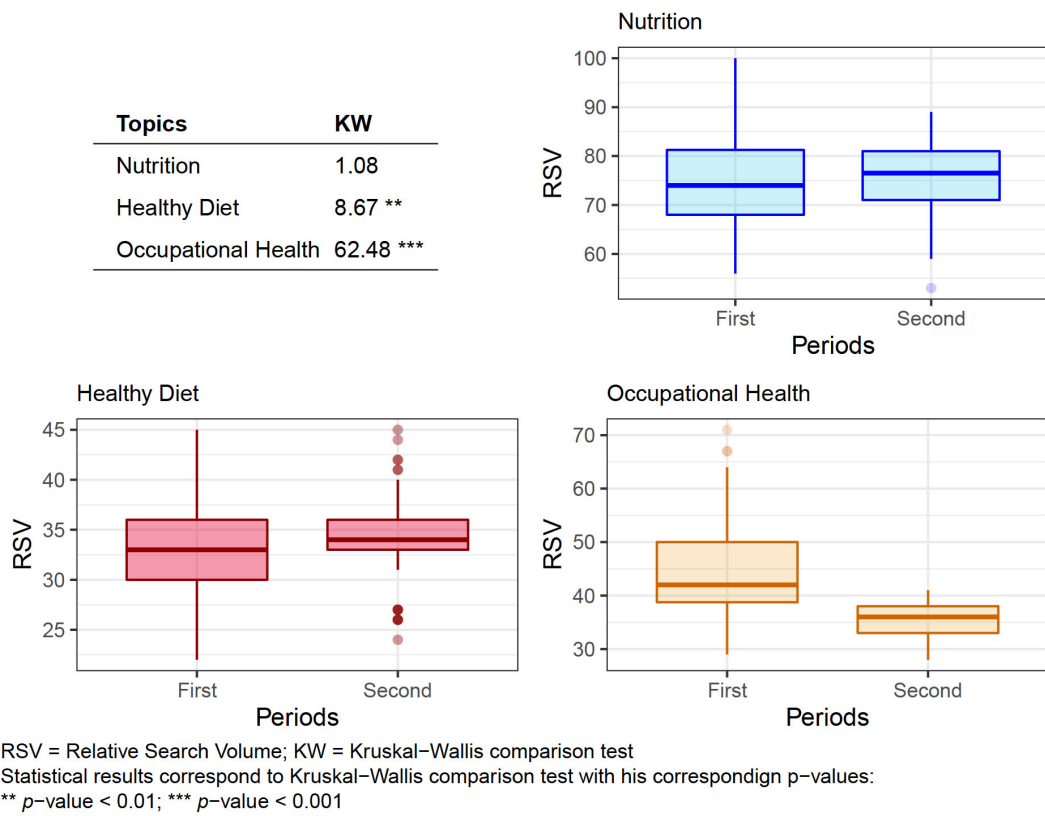 Nutrition
Topics KW
Nutrition 1.08
Healthy Diet 8.67 **
Occupational Health 62.48 ***
RSV
100
90
80
70
60
First Second
Periods
Healthy Diet
RSV
45
40
35
30
25
First Second
Periods
Occupational Health
RSV
70
60
50
40
30
First Second
Periods
RSV = Relative Search Volume; KW = Kruskal−Wallis comparison test
Statistical results correspond to Kruskal−Wallis comparison test with his correspondign p−values:
** p−value < 0.01; *** p−value < 0.001